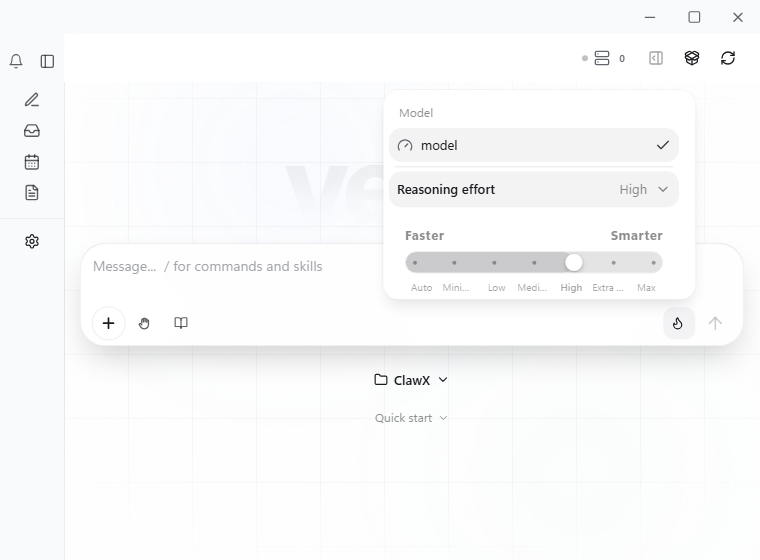 0
Model
model
Reasoning effort High
Faster Smarter
Auto Mini... Low Medi... High Extra ... Max
Message... / for commands and skills
ClawX
Quick start